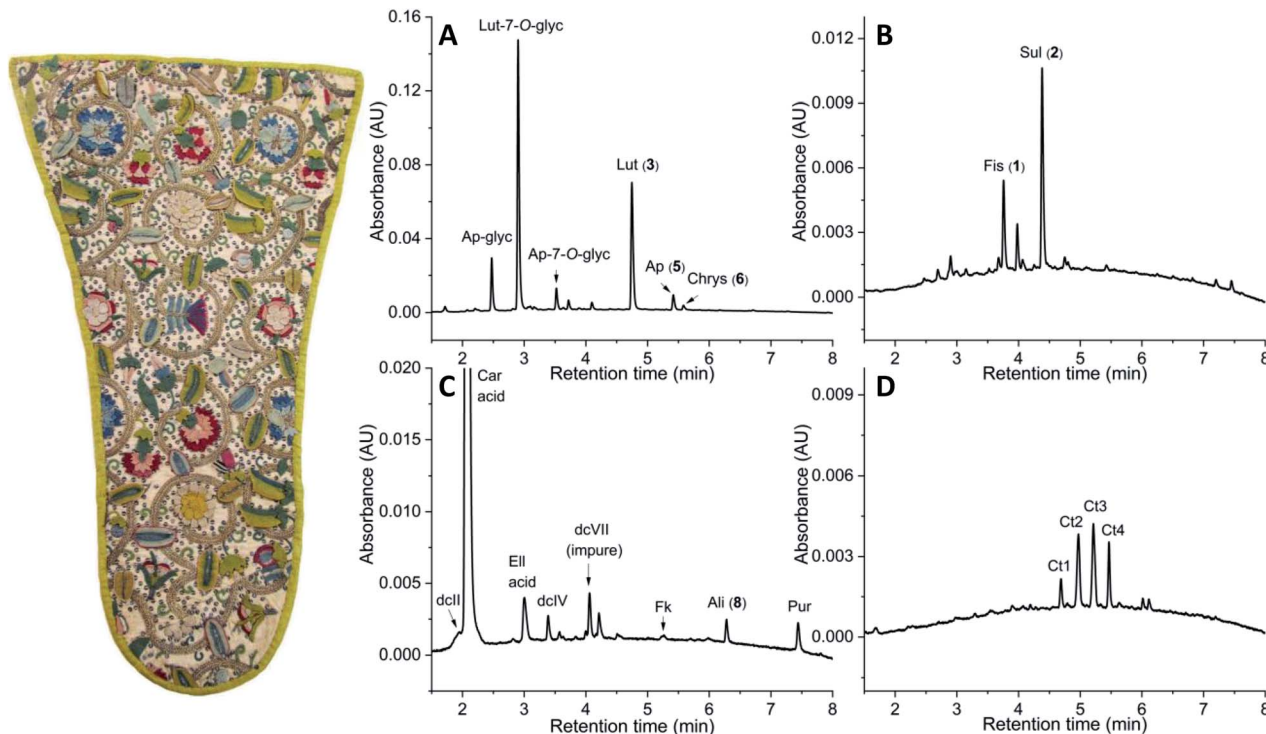 A
0.16
0.12
0.08
0.04
0.00
Absorbance (AU)
Lut-7-O-glyc
Ap-glyc
Ap-7-O-glyc
Lut (3)
Ap (5)
Chrys (6)
2 3 4 5 6 7 8
Retention time (min)
B
0.012
0.009
0.006
0.003
0.000
Absorbance (AU)
Sul (2)
Fis (1)
2 3 4 5 6 7 8
Retention time (min)
C
0.020
0.015
0.010
0.005
0.000
Absorbance (AU)
Car
acid
dcII
Ell
acid
dcIV
dcVII
(impure)
Fk
Ali (8)
Pur
2 3 4 5 6 7 8
Retention time (min)
D
0.009
0.006
0.003
0.000
Absorbance (AU)
Ct1
Ct2
Ct3
Ct4
2 3 4 5 6 7 8
Retention time (min)